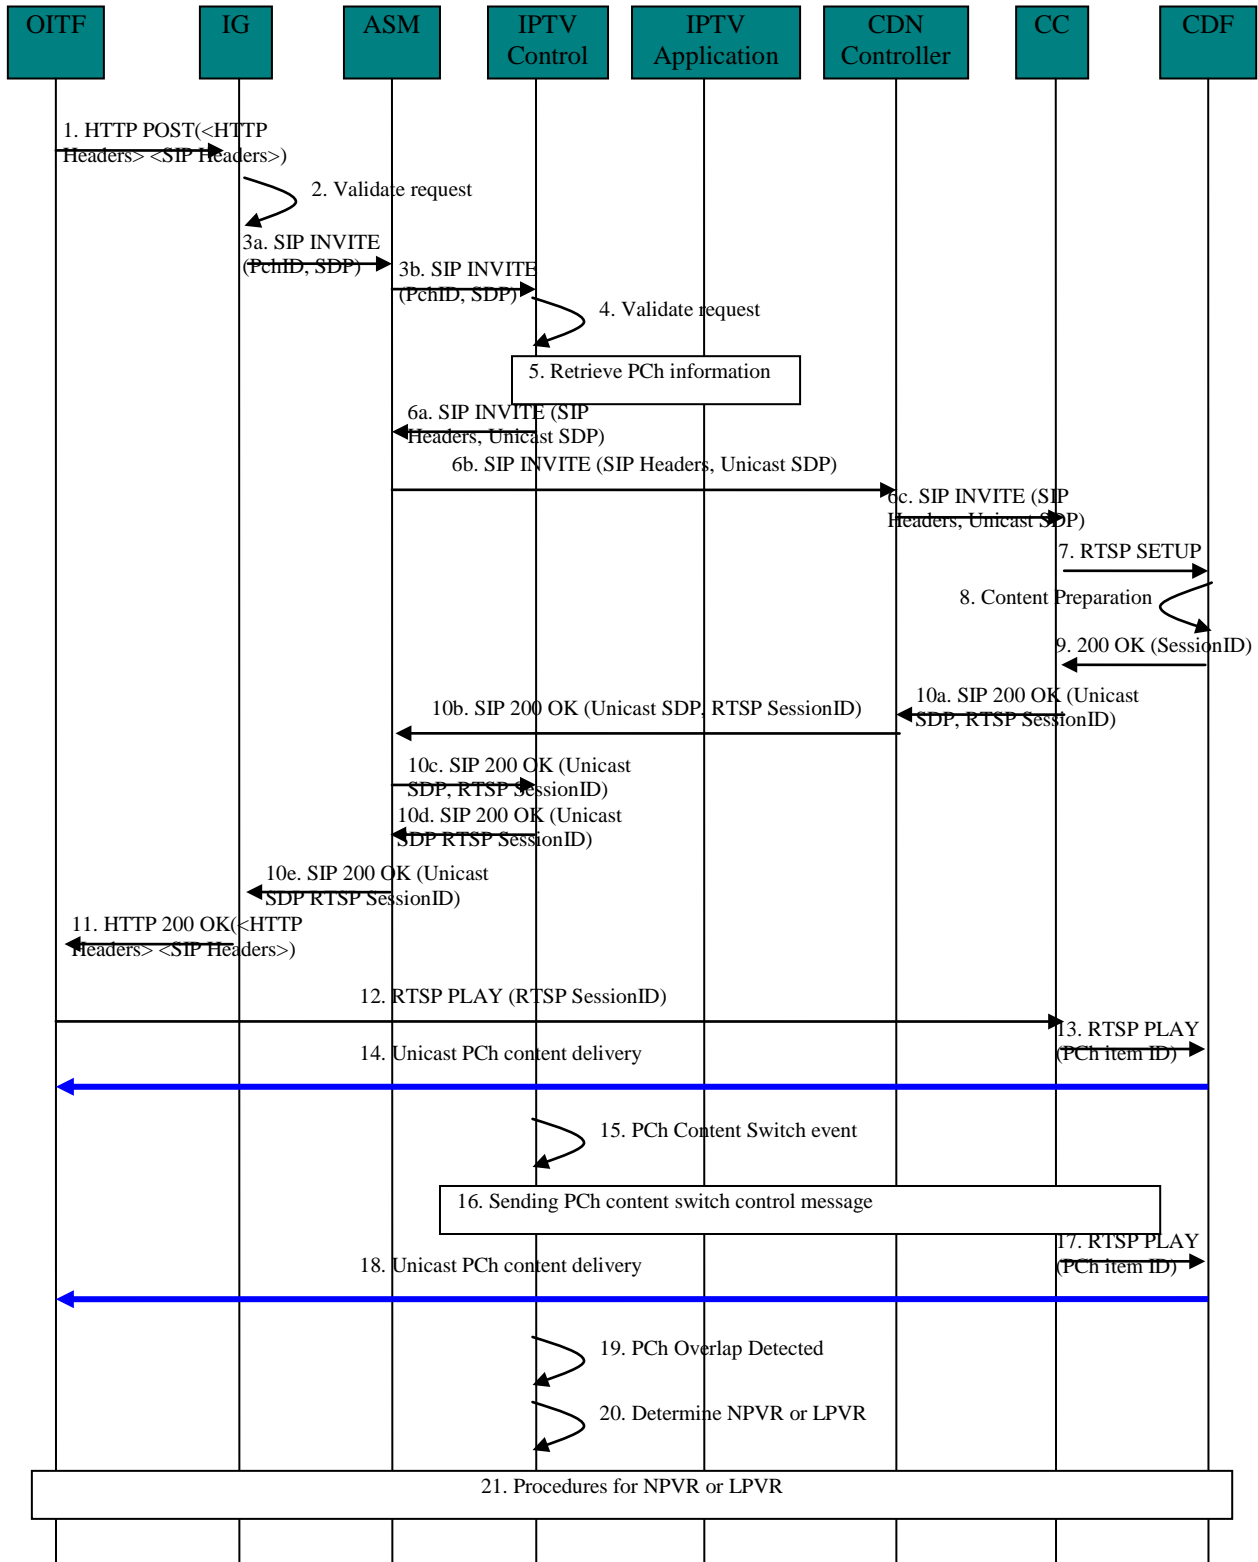 OITF
IG
ASM
IPTV
Control
IPTV
Application
CDN
Controller
CC
CDF
1. HTTP POST(<HTTP
Headers> <SIP Headers>)
2. Validate request
3a. SIP INVITE
(PchID, SDP)
3b. SIP INVITE
(PchID, SDP)
4. Validate request
5. Retrieve PCh information
6a. SIP INVITE (SIP
Headers, Unicast SDP)
6b. SIP INVITE (SIP Headers, Unicast SDP)
6c. SIP INVITE (SIP
Headers, Unicast SDP)
7. RTSP SETUP
8. Content Preparation
9. 200 OK (SessionID)
10a. SIP 200 OK (Unicast
SDP, RTSP SessionID)
10b. SIP 200 OK (Unicast SDP, RTSP SessionID)
10c. SIP 200 OK (Unicast
SDP, RTSP SessionID)
10d. SIP 200 OK (Unicast
SDP RTSP SessionID)
10e. SIP 200 OK (Unicast
SDP RTSP SessionID)
11. HTTP 200 OK(<HTTP
Headers> <SIP Headers>)
12. RTSP PLAY (RTSP SessionID)
13. RTSP PLAY
(PCh item ID)
14. Unicast PCh content delivery
15. PCh Content Switch event
16. Sending PCh content switch control message
17. RTSP PLAY
(PCh item ID)
18. Unicast PCh content delivery
19. PCh Overlap Detected
20. Determine NPVR or LPVR
21. Procedures for NPVR or LPVR